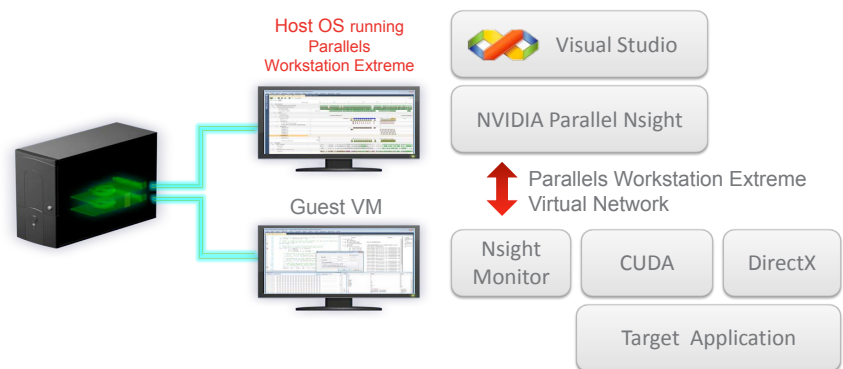 Host OS running
Parallels
Workstation Extreme
Visual Studio
NVIDIA Parallel Nsight
Parallels Workstation Extreme
Virtual Network
Guest VM
Nsight
Monitor
CUDA
DirectX
Target Application